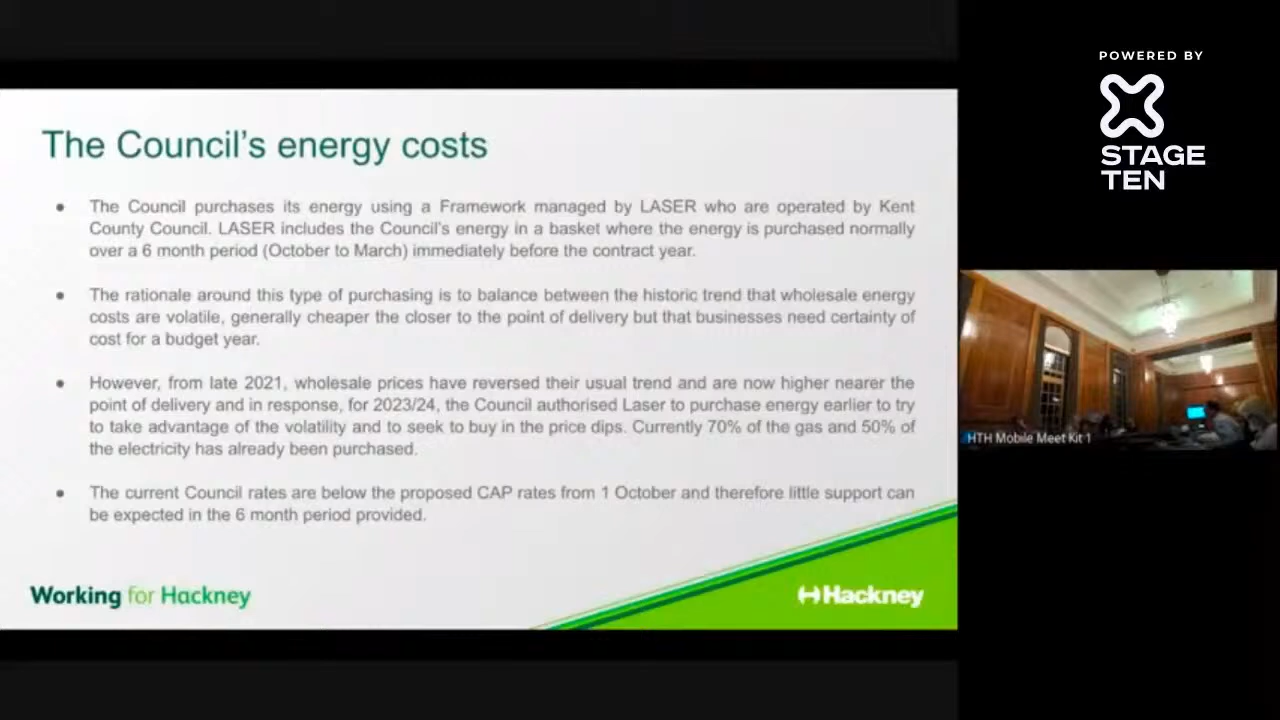 The Council's energy costs
● The Council purchases its energy using a Framework managed by LASER who are operated by Kent
County Council. LASER includes the Council's energy in a basket where the energy is purchased normally
over a 6 month period (October to March) immediately before the contract year.
● The rationale around this type of purchasing is to balance between the historic trend that wholesale energy
costs are volatile, generally cheaper the closer to the point of delivery but that businesses need certainty of
cost for a budget year.
● However, from late 2021, wholesale prices have reversed their usual trend and are now higher nearer the
point of delivery and in response, for 2023/24, the Council authorised Laser to purchase energy earlier to try
to take advantage of the volatility and to seek to buy in the price dips. Currently 70% of the gas and 50% of
the electricity has already been purchased.
● The current Council rates are below the proposed CAP rates from 1 October and therefore little support can
be expected in the 6 month period provided.
Working for Hackney
Hackney
POWERED BY
STAGE
TEN
HTH Mobile Meet Kit 1